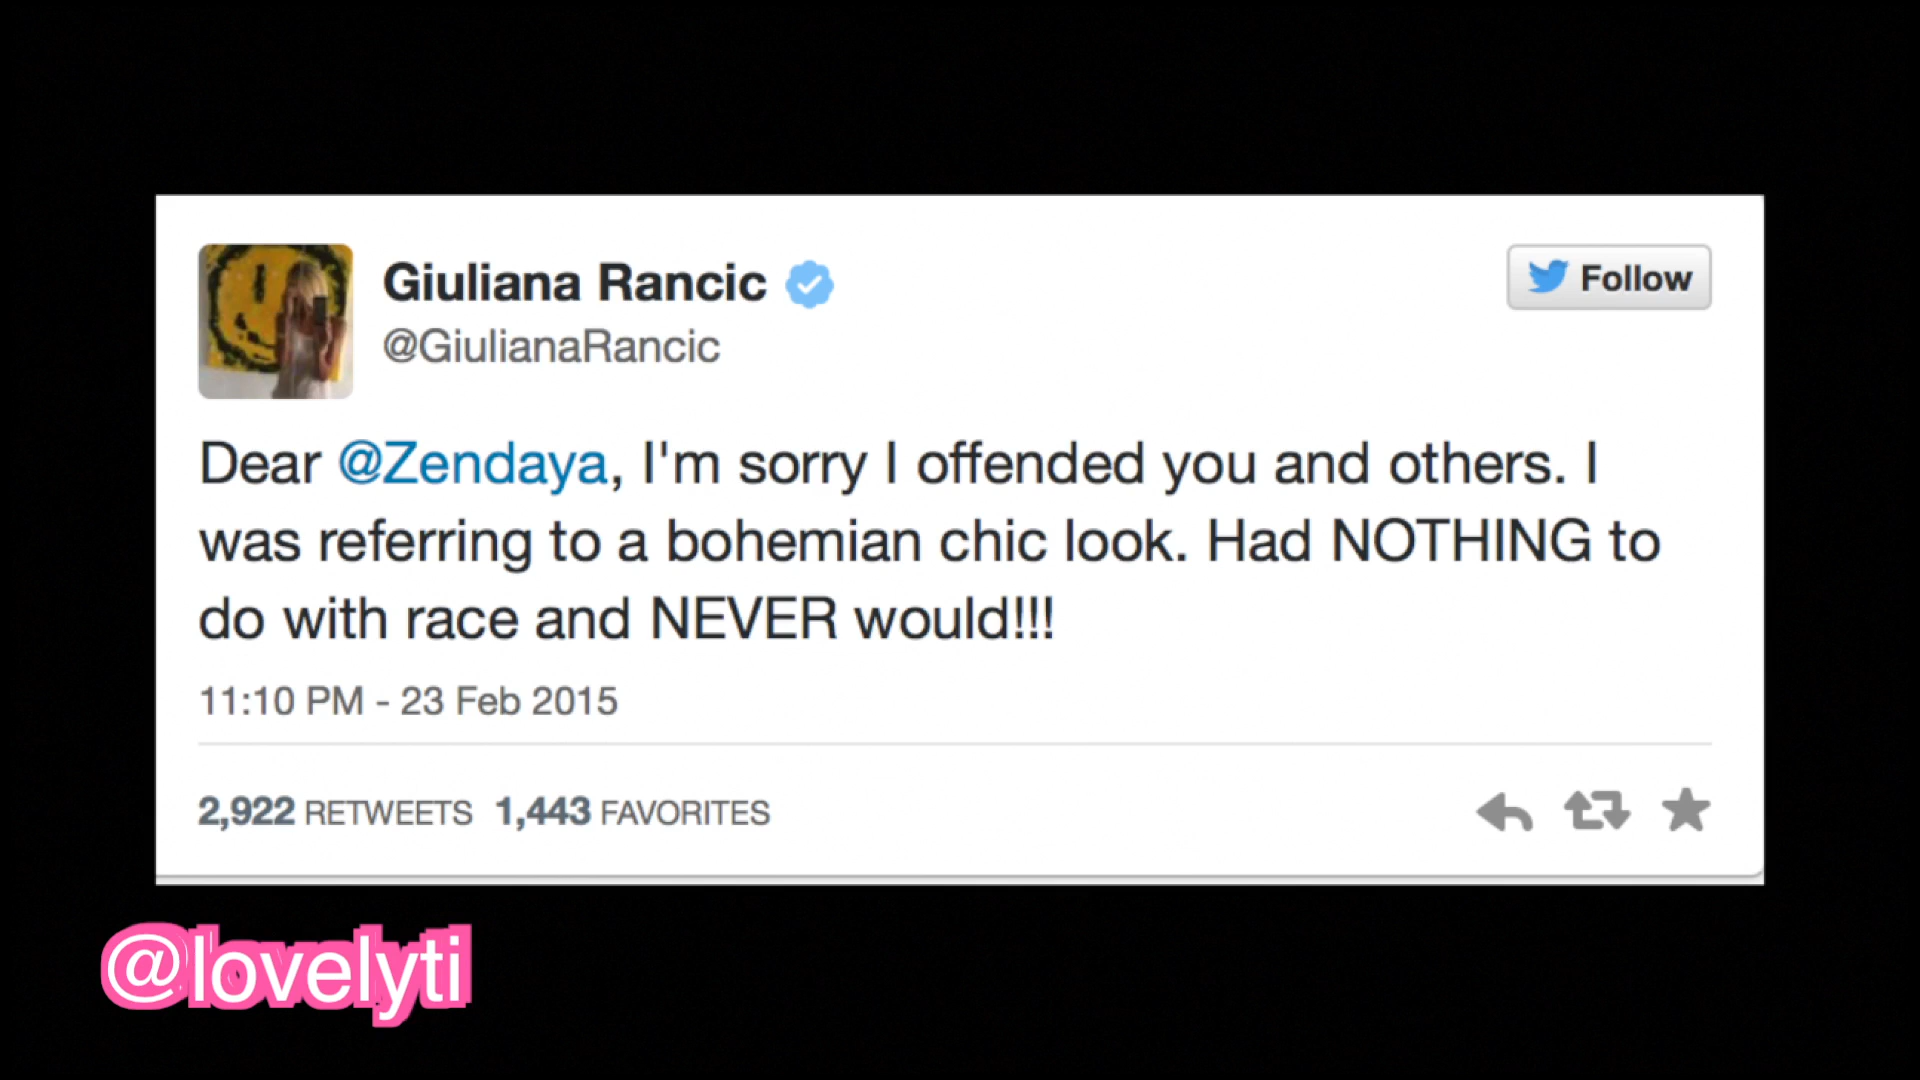 Giuliana Rancic
@GiulianaRancic
Follow
Dear @Zendaya, I'm sorry I offended you and others. I
was referring to a bohemian chic look. Had NOTHING to
do with race and NEVER would!!!
11:10 PM - 23 Feb 2015
2,922 RETWEETS 1,443 FAVORITES
@lovelyti